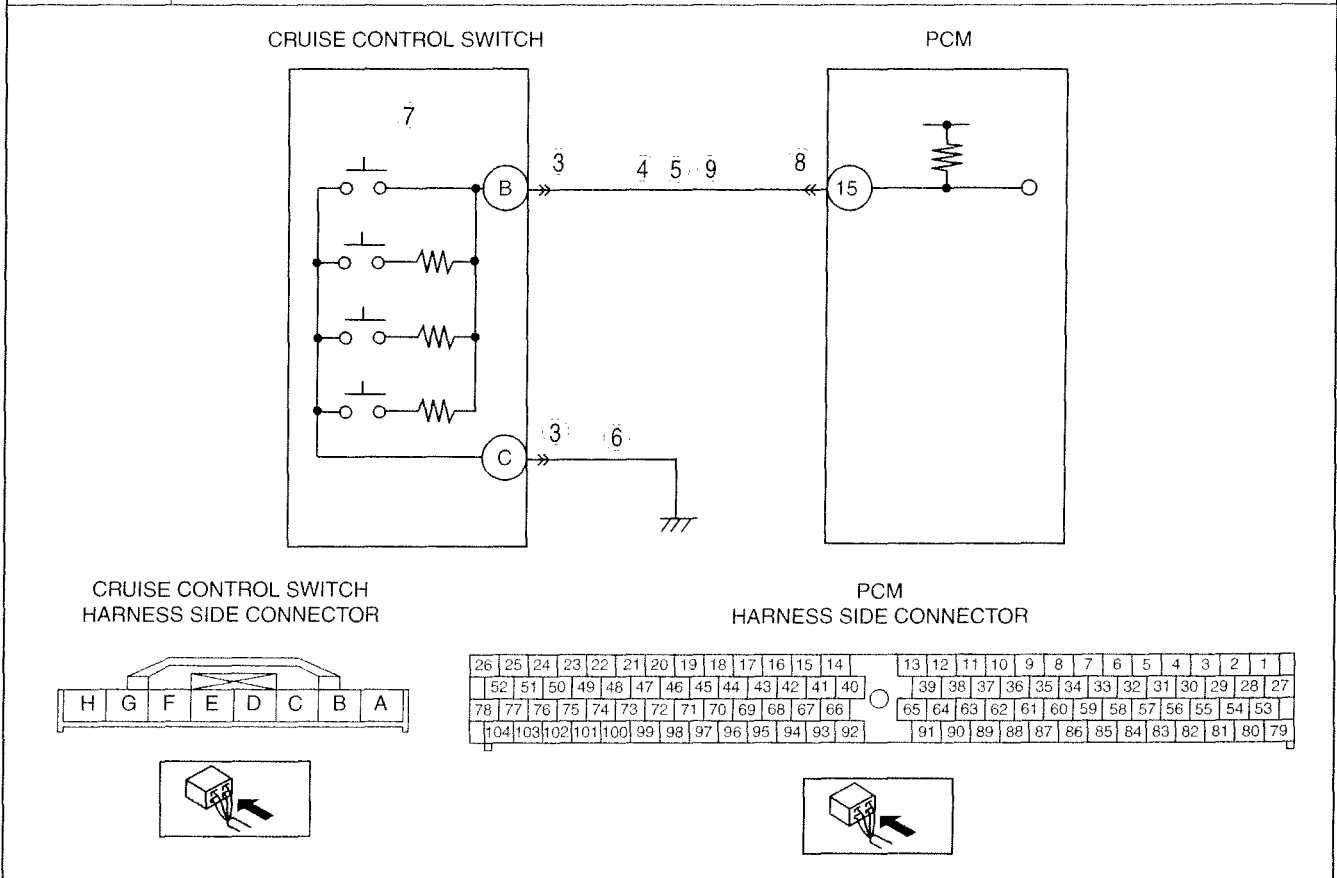 CRUISE CONTROL SWITCH
PCM
7
B
3
4 5 9
8
15
C
3
6
CRUISE CONTROL SWITCH
HARNESS SIDE CONNECTOR
H G F E D C B A
PCM
HARNESS SIDE CONNECTOR
26 25 24 23 22 21 20 19 18 17 16 15 14 13 12 11 10 9 8 7 6 5 4 3 2 1
52 51 50 49 48 47 46 45 44 43 42 41 40 39 38 37 36 35 34 33 32 31 30 29 28 27
78 77 76 75 74 73 72 71 70 69 68 67 66 65 64 63 62 61 60 59 58 57 56 55 54 53
104 103 102 101 100 99 98 97 96 95 94 93 92 91 90 89 88 87 86 85 84 83 82 81 80 79